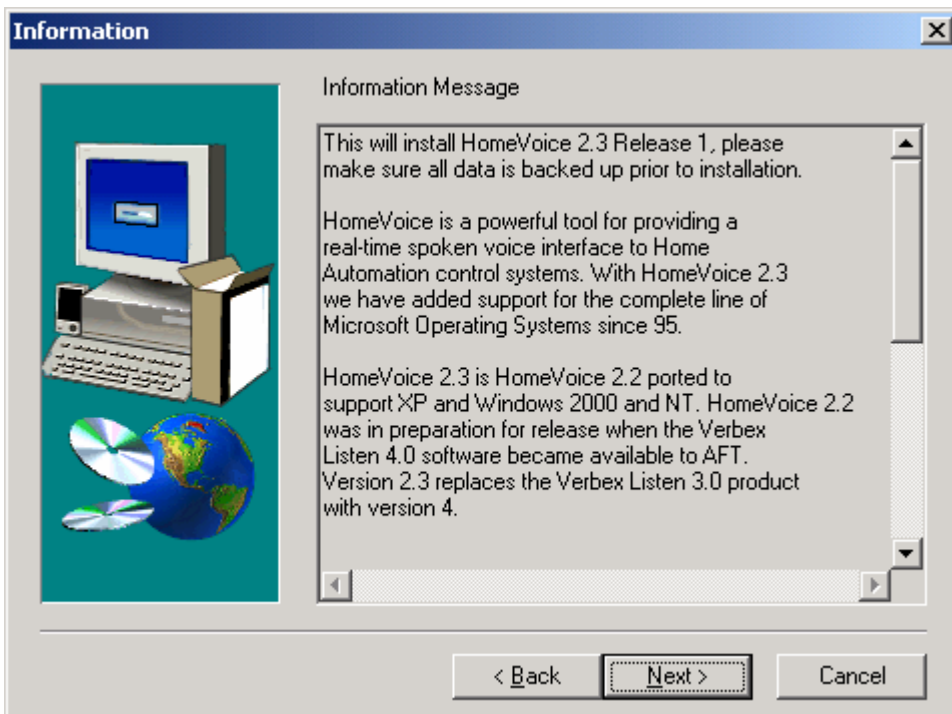 Information
Information Message
This will install HomeVoice 2.3 Release 1, please
make sure all data is backed up prior to installation.
HomeVoice is a powerful tool for providing a
real-time spoken voice interface to Home
Automation control systems. With HomeVoice 2.3
we have added support for the complete line of
Microsoft Operating Systems since 95.
HomeVoice 2.3 is HomeVoice 2.2 ported to
support XP and Windows 2000 and NT. HomeVoice 2.2
was in preparation for release when the Verbex
Listen 4.0 software became available to AFT.
Version 2.3 replaces the Verbex Listen 3.0 product
with version 4.
< Back
Next >
Cancel